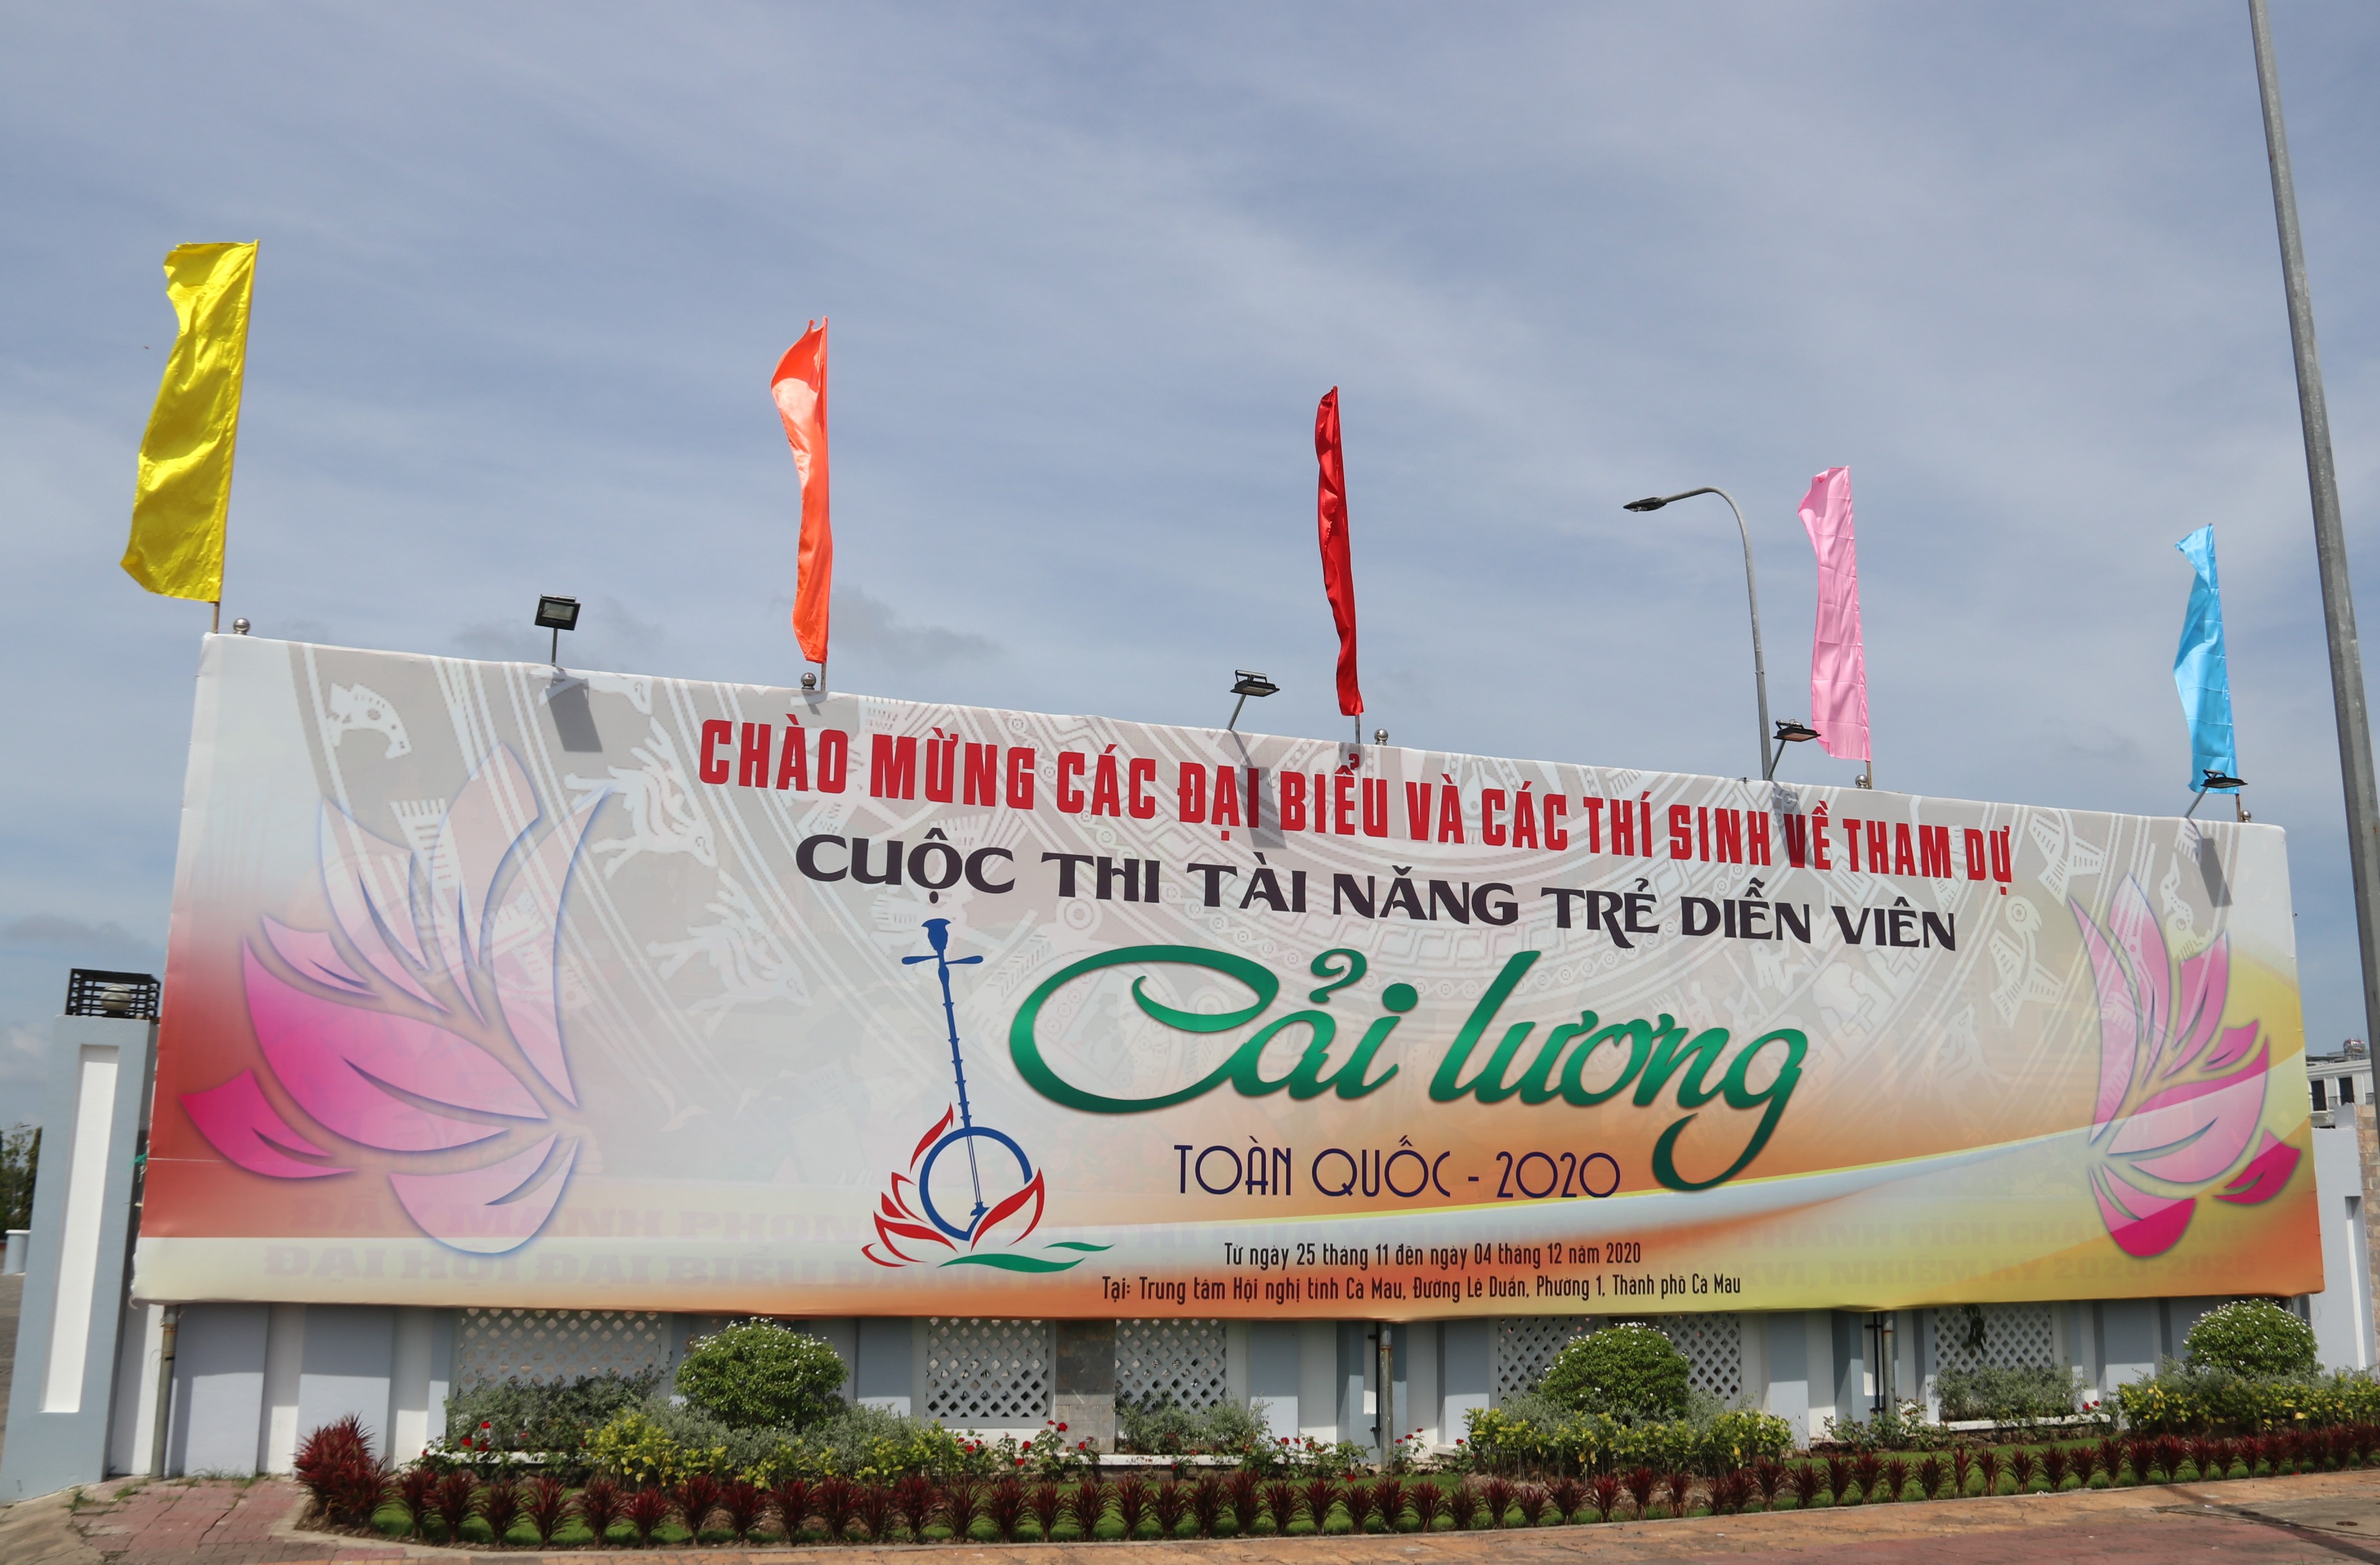 CHÀO MỪNG CÁC ĐẠI BIỂU VÀ CÁC THÍ SINH VỀ THAM DỰ
CUỘC THI TÀI NĂNG TRẺ DIỄN VIÊN
Cải lương
TOÀN QUỐC - 2020
Từ ngày 25 tháng 11 đến ngày 04 tháng 12 năm 2020
Tại: Trung tâm Hội nghị tỉnh Cà Mau, Đường Lê Duẩn, Phường 1, Thành phố Cà Mau